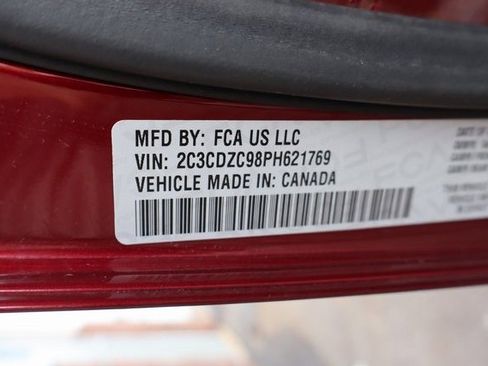 MFD BY: FCA US LLC
VIN: 2C3CDZC98PH621769
VEHICLE MADE IN: CANADA